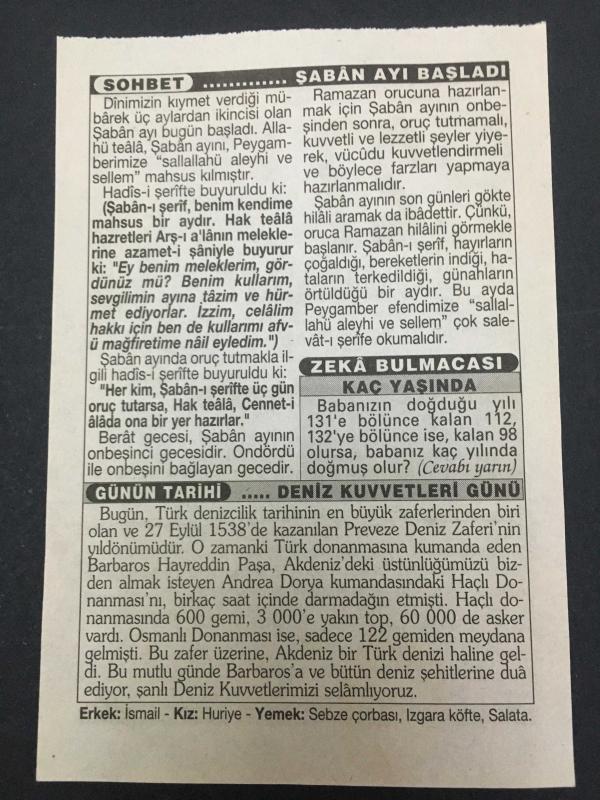 SOHBET ............. ŞABÂN AYI BAŞLADI
Dînimizin kıymet verdiği mü-
bârek üç aylardan ikincisi olan
Şabân ayı bugün başladı. Alla-
hü teâlâ, Şabân ayını, Peygam-
berimize "sallallahü aleyhi ve
sellem" mahsus kılmıştır.
Hadîs-i şerîfte buyuruldu ki:
(Şabân-ı şerîf, benim kendime
mahsus bir aydır. Hak teâlâ
hazretleri Arş-ı a'lânın melekle-
rine azamet-i şâniyle buyurur
ki: "Ey benim meleklerim, gör-
dünüz mü? Benim kullarım,
sevgilimin ayına tâzim ve hür-
met ediyorlar. İzzim, celâlim
hakkı için ben de kullarımı afv-
ü mağfiretime nâil eyledim.")
Şabân ayında oruç tutmakla il-
gili hadîs-i şerîfte buyuruldu ki:
"Her kim, Şabân-ı şerîfte üç gün
oruç tutarsa, Hak teâlâ, Cennet-i
âlâda ona bir yer hazırlar."
Berât gecesi, Şabân ayının
onbeşinci gecesidir. Ondördü
ile onbeşini bağlayan gecedir.
Ramazan orucuna hazırlan-
mak için Şabân ayının onbe-
şinden sonra, oruç tutmamalı,
kuvvetli ve lezzetli şeyler yiye-
rek, vücûdu kuvvetlendirmeli
ve böylece farzları yapmaya
hazırlanmalıdır.
Şabân ayının son günleri gökte
hilâli aramak da ibâdettir. Çünkü,
oruca Ramazan hilâlini görmekle
başlanır. Şabân-ı şerîf, hayırların
çoğaldığı, bereketlerin indiği, ha-
taların terkedildiği, günahların
örtüldüğü bir aydır. Bu ayda
Peygamber efendimize "sallal-
lahü aleyhi ve sellem" çok sale-
vât-ı şerîfe okumalıdır.
ZEKÂ BULMACASI
KAÇ YAŞINDA
Babanızın doğduğu yılı
131'e bölünce kalan 112,
132'ye bölünce ise, kalan 98
olursa, babanız kaç yılında
doğmuş olur? (Cevabı yarın)
GÜNÜN TARİHİ ..... DENİZ KUVVETLERİ GÜNÜ
Bugün, Türk denizcilik tarihinin en büyük zaferlerinden biri
olan ve 27 Eylül 1538'de kazanılan Preveze Deniz Zaferi'nin
yıldönümüdür. O zamanki Türk donanmasına kumanda eden
Barbaros Hayreddin Paşa, Akdeniz'deki üstünlüğümüzü biz-
den almak isteyen Andrea Dorya kumandasındaki Haçlı Do-
nanması'nı, birkaç saat içinde darmadağın etmişti. Haçlı do-
nanmasında 600 gemi, 3 000'e yakın top, 60 000 de asker
vardı. Osmanlı Donanması ise, sadece 122 gemiden meydana
gelmişti. Bu zafer üzerine, Akdeniz bir Türk denizi haline gel-
di. Bu mutlu günde Barbaros'a ve bütün deniz şehitlerine duâ
ediyor, şanlı Deniz Kuvvetlerimizi selâmlıyoruz.
Erkek: İsmail - Kız: Huriye - Yemek: Sebze çorbası, Izgara köfte, Salata.